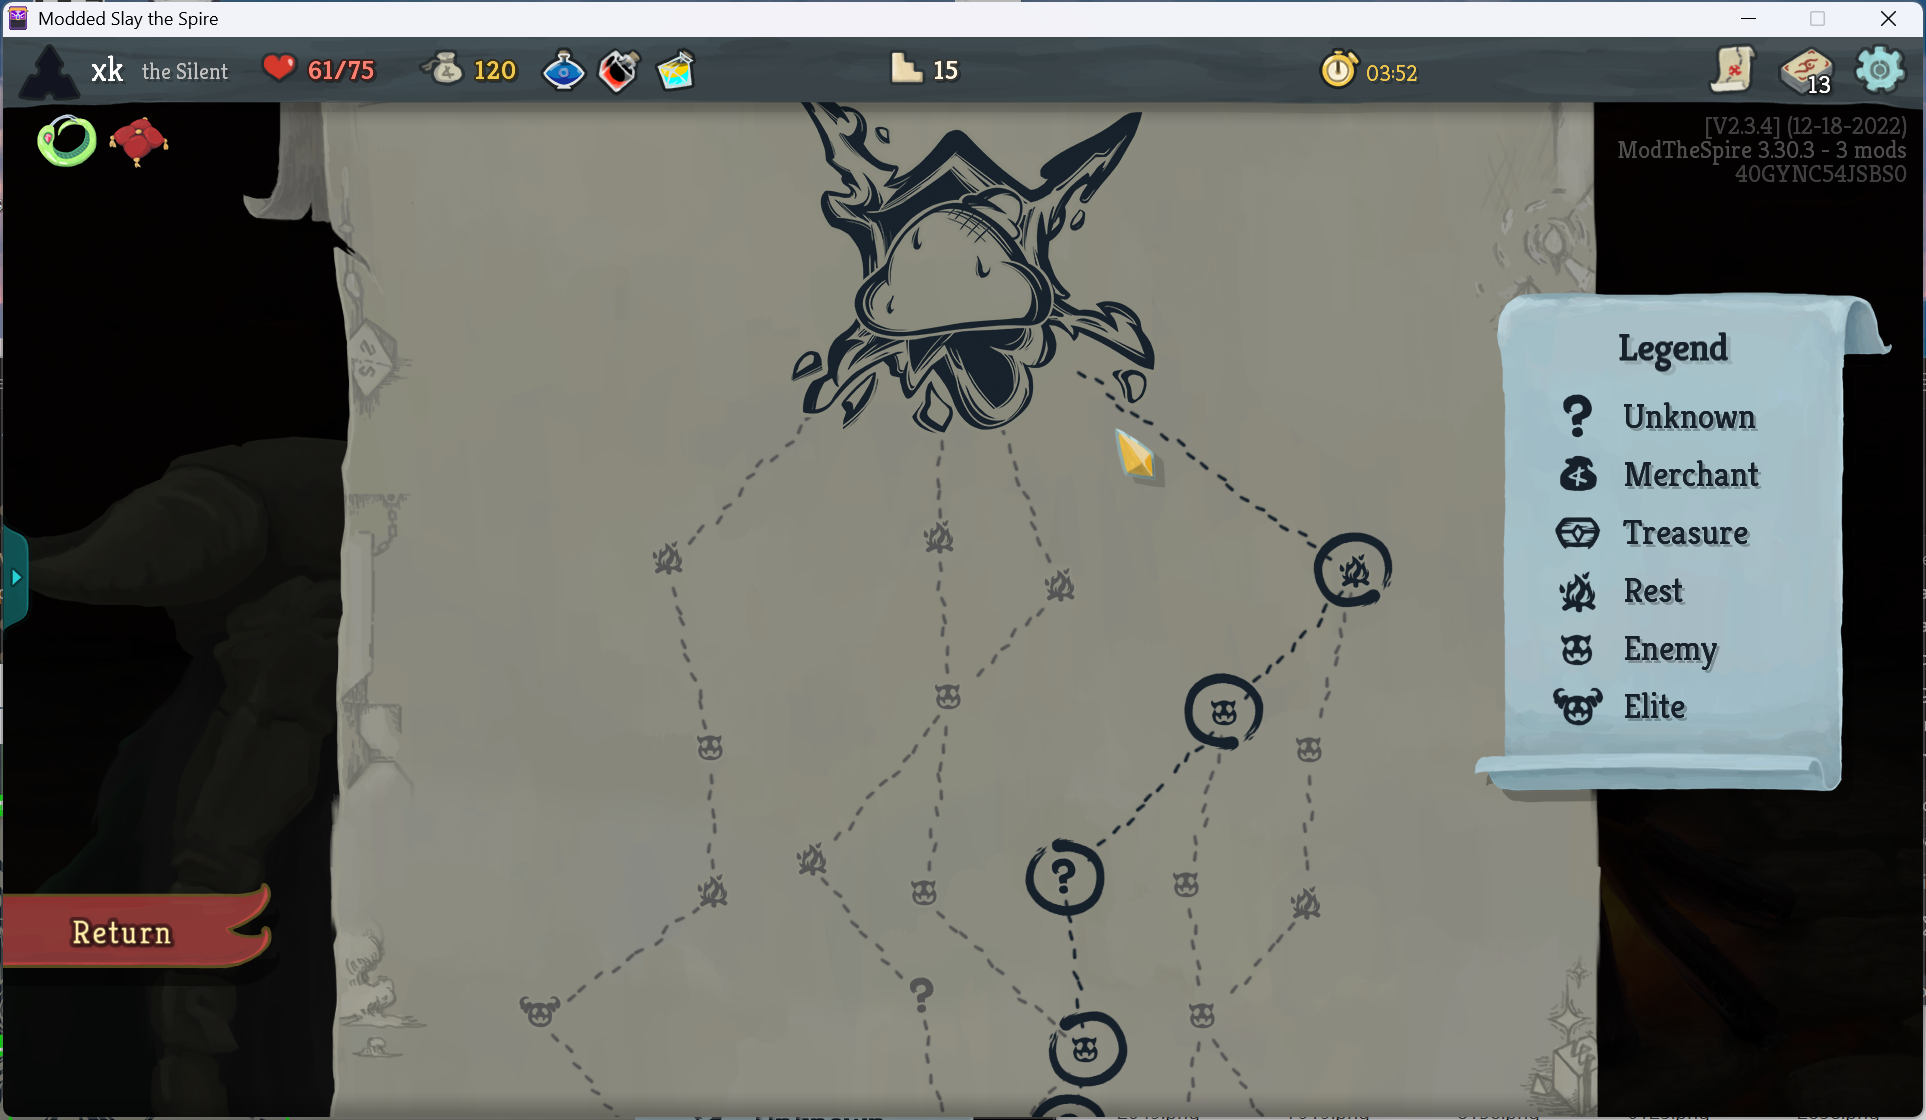 Modded Slay the Spire
xk the Silent 61/75 120 15 03:52 13
[V2.3.4] (12-18-2022)
ModTheSpire 3.30.3 - 3 mods
40GYNC54JSBS0
Legend
Unknown
Merchant
Treasure
Rest
Enemy
Elite
Return